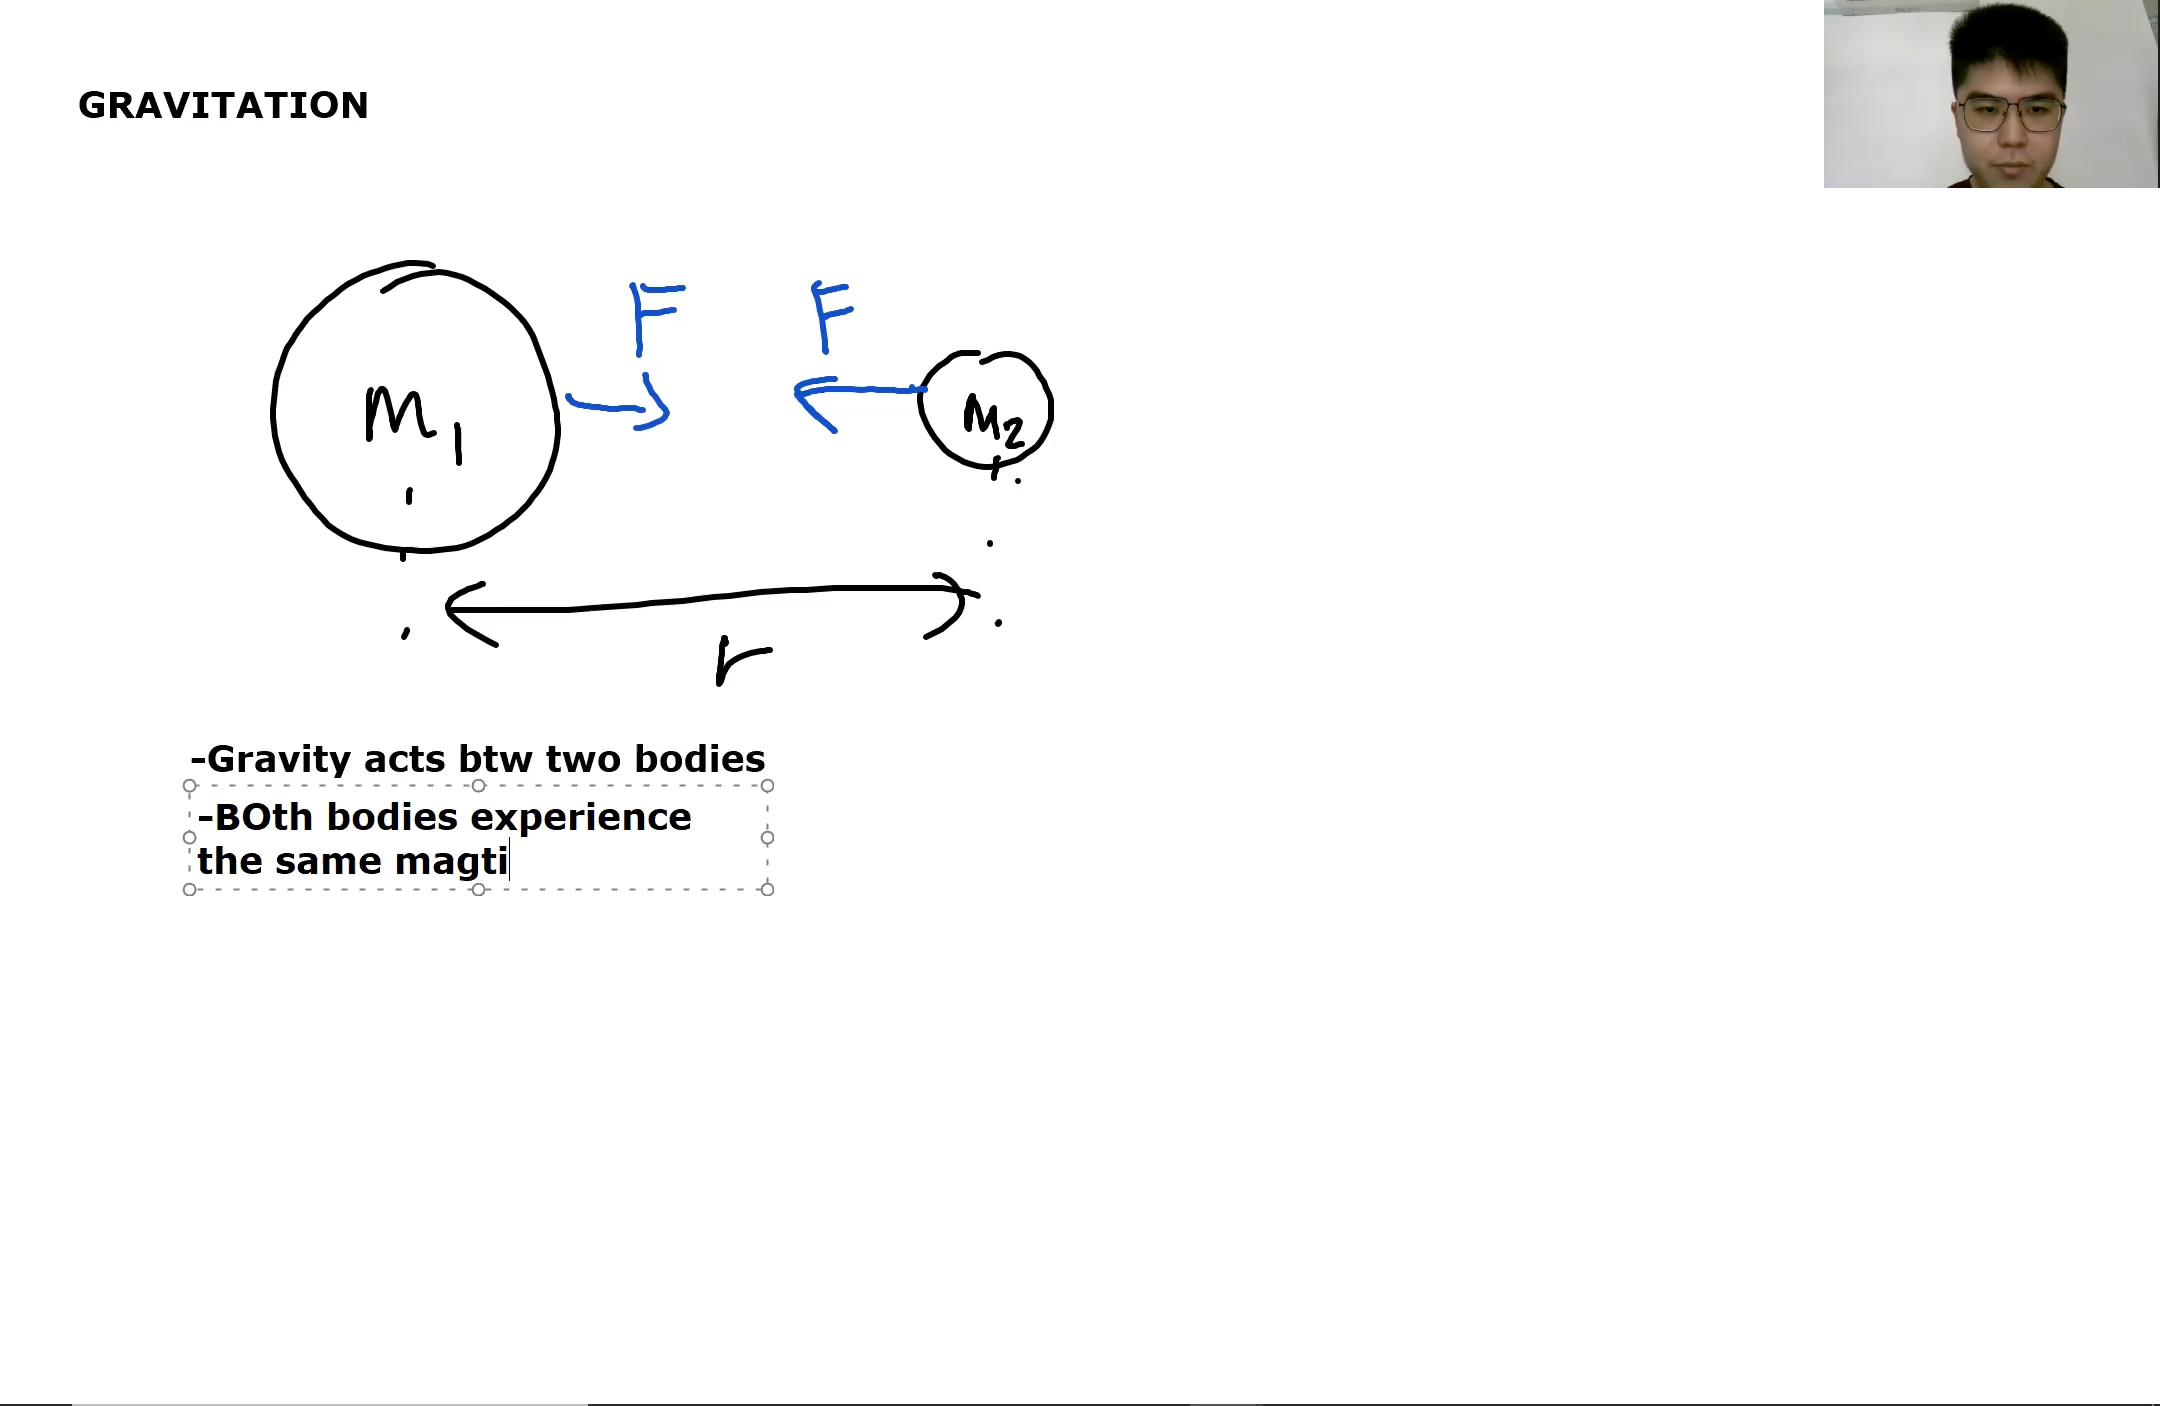 GRAVITATION
F F
M1
M2
r
-Gravity acts btw two bodies
-BOth bodies experience
the same magti